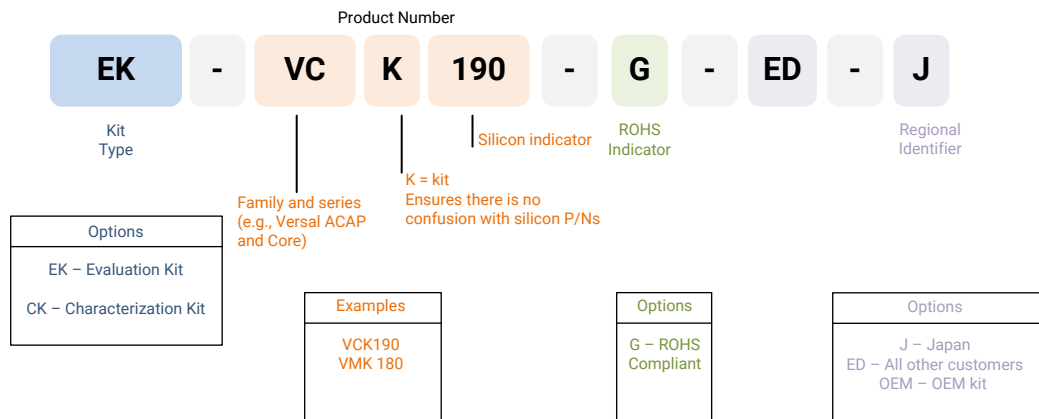 Product Number
EK - VC K 190 - G - ED - J
Kit
Type
Silicon indicator
ROHS
Indicator
Regional
Identifier
K = kit
Ensures there is no
confusion with silicon P/Ns
Family and series
(e.g., Versal ACAP
and Core)
Options
EK – Evaluation Kit
CK – Characterization Kit
Examples
VCK190
VMK 180
Options
G – ROHS
Compliant
Options
J – Japan
ED – All other customers
OEM – OEM kit